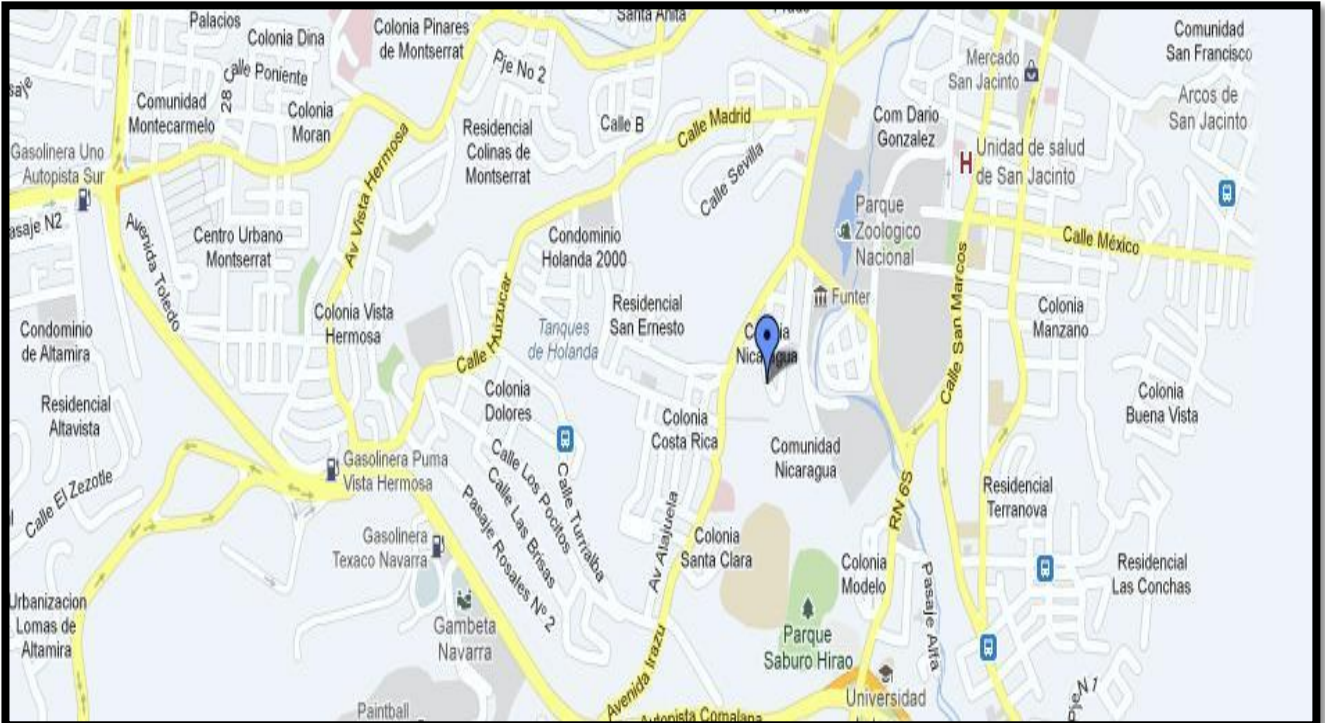 Palacios
Colonia Dina
Colonia Pinares
de Montserrat
Santa Anita
Comunidad
San Francisco
Pje No 2
Mercado
San Jacinto
Calle Poniente
28 C
Comunidad
Montecarmelo
Colonia
Moran
Arcos de
San Jacinto
Calle B
Calle Madrid
Com Dario
Gonzalez
Residencial
Colinas de
Montserrat
Gasolinera Uno
Autopista Sur
H Unidad de salud
de San Jacinto
Av Vista Hermosa
Calle Sevilla
Parque
Zoologico
Nacional
Avenida Toledo
Centro Urbano
Montserrat
Condominio
Holanda 2000
Calle México
Funter
Residencial
San Ernesto
Colonia Vista
Hermosa
Calle Huizucar
Tanques
de Holanda
Colonia
Manzano
Condominio
de Altamira
Calle San Marcos
Colonia
Dolores
Colonia
Buena Vista
Residencial
Altavista
Colonia
Costa Rica
Comunidad
Nicaragua
Gasolinera Puma
Vista Hermosa
Calle Los Pocitos
Calle Las Brisas
Calle Turrialba
Pasaje Rosales Nº 2
Calle El Zezotle
RN 6S
Residencial
Terranova
Gasolinera
Texaco Navarra
Av Alajuela
Colonia
Santa Clara
Colonia
Modelo
Pasaje Alfa
Residencial
Las Conchas
Urbanizacion
Lomas de
Altamira
Gambeta
Navarra
Parque
Saburo Hirao
Avenida Irazu
Universidad
Pje N 1
Paintball
Autopista Comalapa